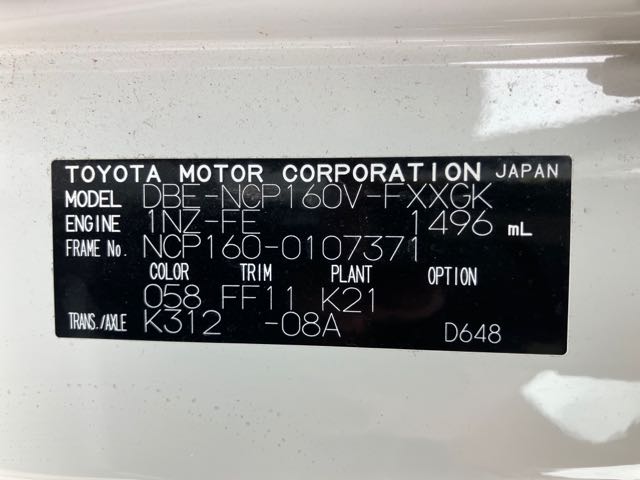 TOYOTA MOTOR CORPORATION JAPAN
MODEL DBE-NCP160V-FXXGK
ENGINE 1NZ-FE 1496 mL
FRAME No. NCP160-0107371
COLOR TRIM PLANT OPTION
058 FF11 K21
TRANS./AXLE K312 -08A D648